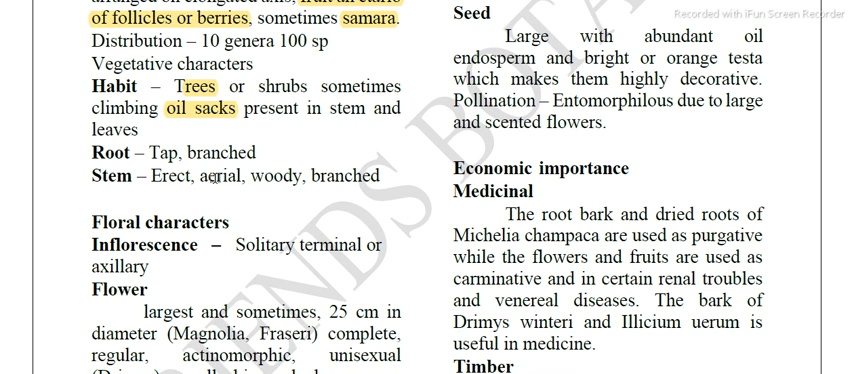 of follicles or berries, sometimes samara.
Distribution – 10 genera 100 sp
Vegetative characters
Habit – Trees or shrubs sometimes
climbing oil sacks present in stem and
leaves
Root – Tap, branched
Stem – Erect, aerial, woody, branched
Floral characters
Inflorescence – Solitary terminal or
axillary
Flower
largest and sometimes, 25 cm in
diameter (Magnolia, Fraseri) complete,
regular, actinomorphic, unisexual
Seed
Large with abundant oil
endosperm and bright or orange testa
which makes them highly decorative.
Pollination – Entomorphilous due to large
and scented flowers.
Economic importance
Medicinal
The root bark and dried roots of
Michelia champaca are used as purgative
while the flowers and fruits are used as
carminative and in certain renal troubles
and venereal diseases. The bark of
Drimys winteri and Illicium uerum is
useful in medicine.
Timber
Recorded with iFun Screen Recorder
RIENDS BOTA